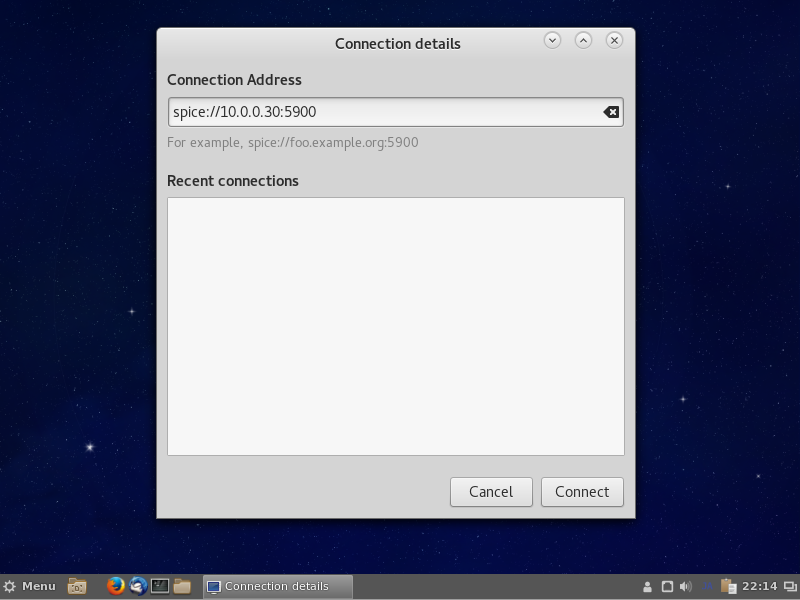 Connection details
Connection Address
spice://10.0.0.30:5900
For example, spice://foo.example.org:5900
Recent connections
Cancel
Connect
Menu
Connection details
22:14